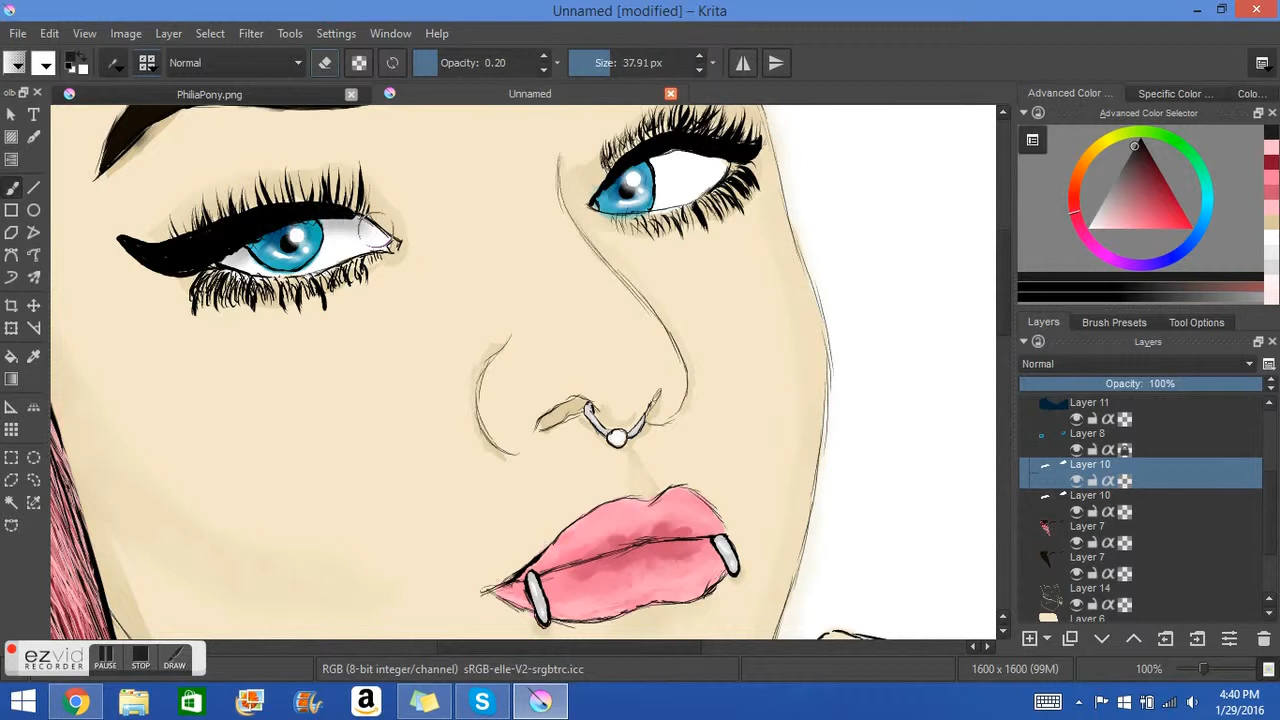 Unnamed [modified] – Krita
File Edit View Image Layer Select Filter Tools Settings Window Help
Normal Opacity: 0.20 Size: 37.91 px
PhiliaPony.png Unnamed
olb
Advanced Color ... Specific Color ... Colo...
Advanced Color Selector
Layers Brush Presets Tool Options
Layers
Normal
Opacity: 100%
Layer 11
Layer 8
Layer 10
Layer 10
Layer 7
Layer 7
Layer 14
Layer 6
ezvid
RECORDER
PAUSE STOP DRAW
RGB (8-bit integer/channel) sRGB-elle-V2-srgbtrc.icc 1600 x 1600 (99M) 100%
4:40 PM
1/29/2016